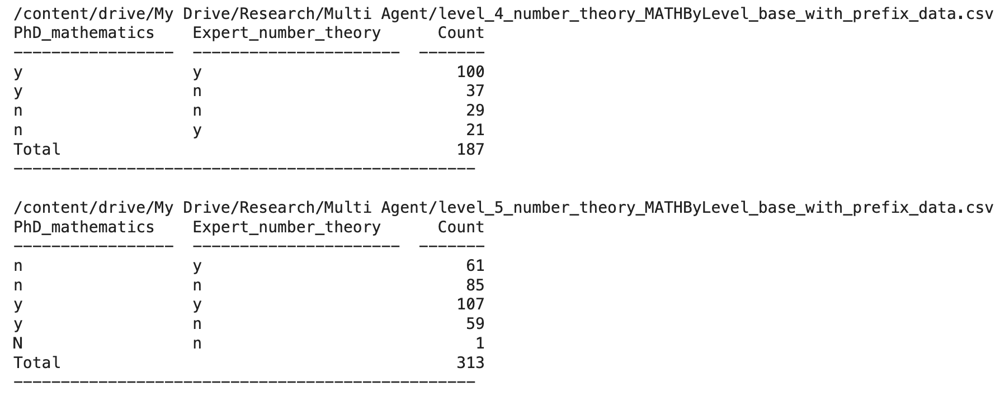 /content/drive/My Drive/Research/Multi Agent/level_4_number_theory_MATHByLevel_base_with_prefix_data.csv
PhD_mathematics    Expert_number_theory      Count
-----------------  ----------------------  -------
y                  y                           100
y                  n                            37
n                  n                            29
n                  y                            21
Total                                          187
--------------------------------------------------
/content/drive/My Drive/Research/Multi Agent/level_5_number_theory_MATHByLevel_base_with_prefix_data.csv
PhD_mathematics    Expert_number_theory      Count
-----------------  ----------------------  -------
n                  y                            61
n                  n                            85
y                  y                           107
y                  n                            59
N                  n                             1
Total                                          313
--------------------------------------------------